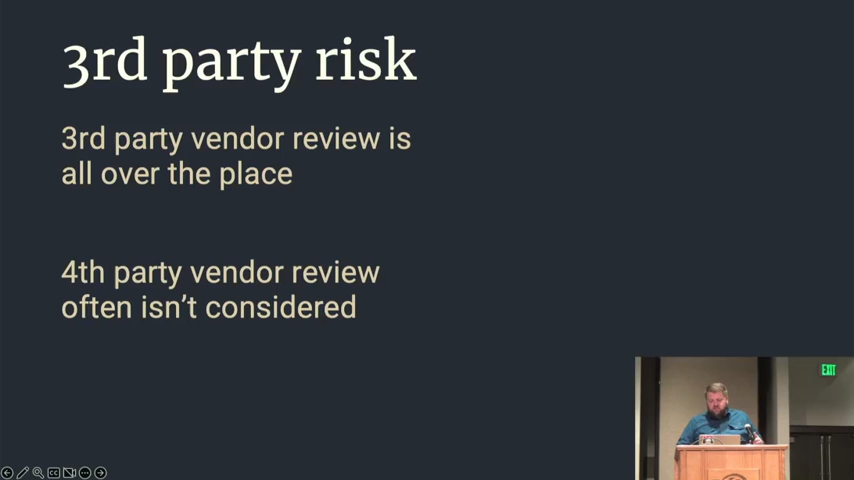 3rd party risk
3rd party vendor review is
all over the place
4th party vendor review
often isn’t considered
CC
EXIT